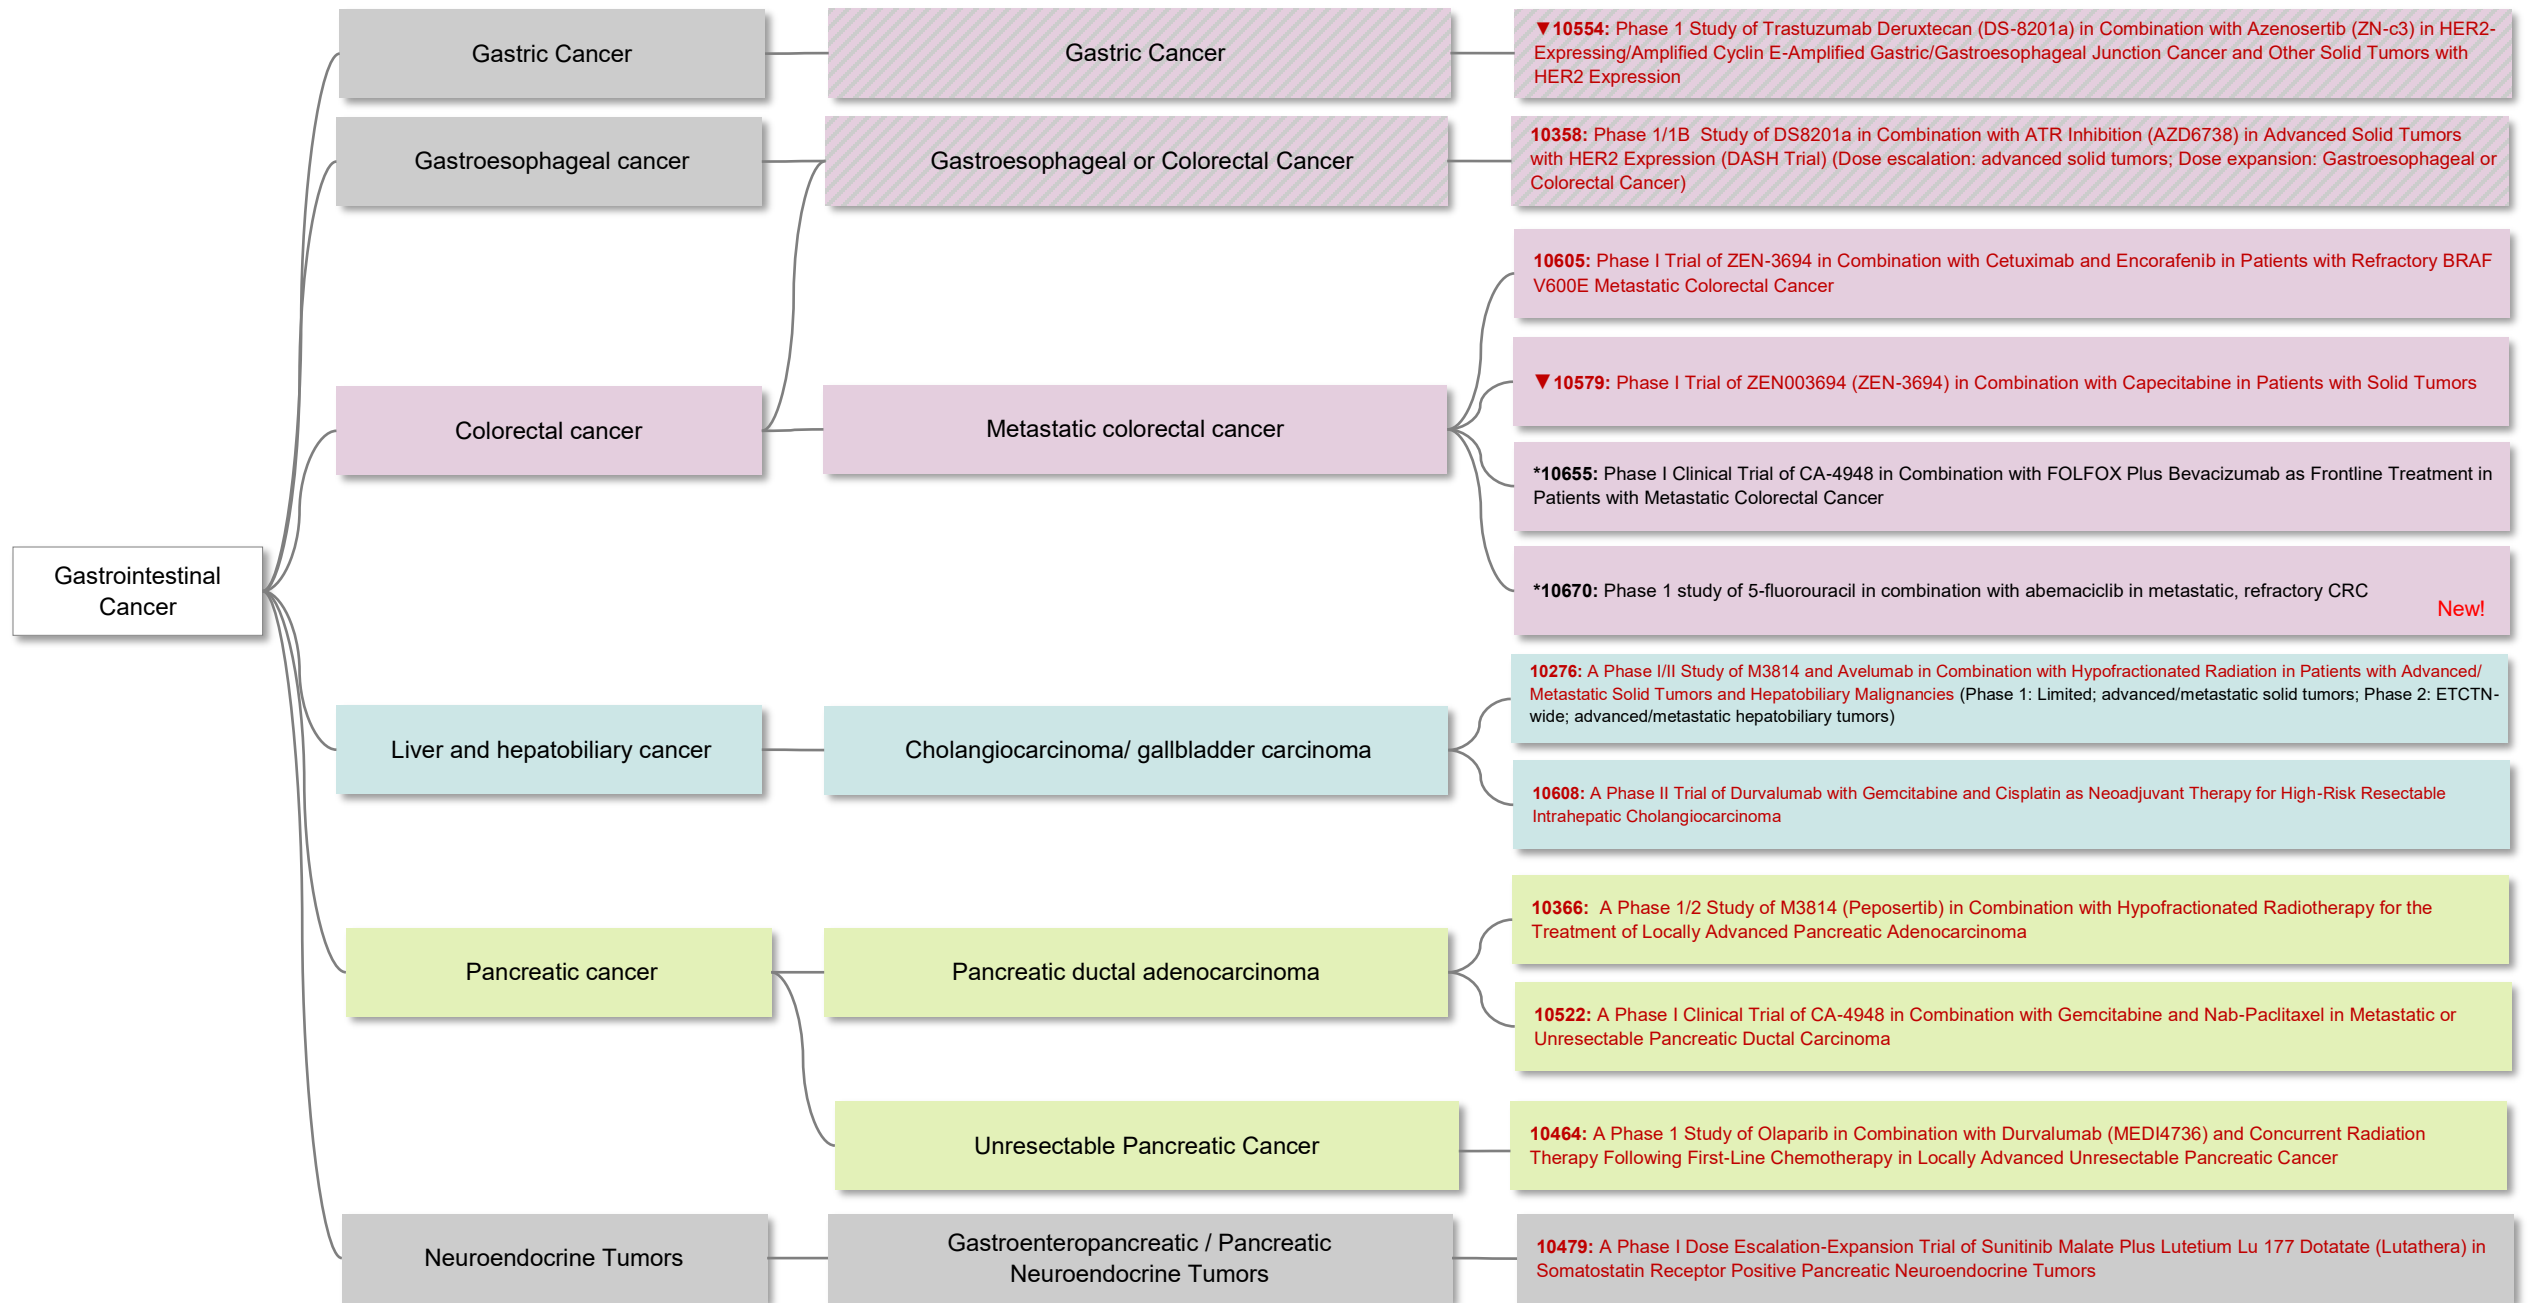 Gastrointestinal
Cancer
Gastric Cancer
Gastric Cancer
▼10554: Phase 1 Study of Trastuzumab Deruxtecan (DS-8201a) in Combination with Azenosertib (ZN-c3) in HER2-
Expressing/Amplified Cyclin E-Amplified Gastric/Gastroesophageal Junction Cancer and Other Solid Tumors with
HER2 Expression
Gastroesophageal cancer
Gastroesophageal or Colorectal Cancer
10358: Phase 1/1B  Study of DS8201a in Combination with ATR Inhibition (AZD6738) in Advanced Solid Tumors
with HER2 Expression (DASH Trial) (Dose escalation: advanced solid tumors; Dose expansion: Gastroesophageal or
Colorectal Cancer)
Colorectal cancer
Metastatic colorectal cancer
10605: Phase I Trial of ZEN-3694 in Combination with Cetuximab and Encorafenib in Patients with Refractory BRAF
V600E Metastatic Colorectal Cancer
▼10579: Phase I Trial of ZEN003694 (ZEN-3694) in Combination with Capecitabine in Patients with Solid Tumors
*10655: Phase I Clinical Trial of CA-4948 in Combination with FOLFOX Plus Bevacizumab as Frontline Treatment in
Patients with Metastatic Colorectal Cancer
*10670: Phase 1 study of 5-fluorouracil in combination with abemaciclib in metastatic, refractory CRC
New!
Liver and hepatobiliary cancer
Cholangiocarcinoma/ gallbladder carcinoma
10276: A Phase I/II Study of M3814 and Avelumab in Combination with Hypofractionated Radiation in Patients with Advanced/
Metastatic Solid Tumors and Hepatobiliary Malignancies (Phase 1: Limited; advanced/metastatic solid tumors; Phase 2: ETCTN-
wide; advanced/metastatic hepatobiliary tumors)
10608: A Phase II Trial of Durvalumab with Gemcitabine and Cisplatin as Neoadjuvant Therapy for High-Risk Resectable
Intrahepatic Cholangiocarcinoma
Pancreatic cancer
Pancreatic ductal adenocarcinoma
10366:  A Phase 1/2 Study of M3814 (Peposertib) in Combination with Hypofractionated Radiotherapy for the
Treatment of Locally Advanced Pancreatic Adenocarcinoma
10522: A Phase I Clinical Trial of CA-4948 in Combination with Gemcitabine and Nab-Paclitaxel in Metastatic or
Unresectable Pancreatic Ductal Carcinoma
Unresectable Pancreatic Cancer
10464: A Phase 1 Study of Olaparib in Combination with Durvalumab (MEDI4736) and Concurrent Radiation
Therapy Following First-Line Chemotherapy in Locally Advanced Unresectable Pancreatic Cancer
Neuroendocrine Tumors
Gastroenteropancreatic / Pancreatic
Neuroendocrine Tumors
10479: A Phase I Dose Escalation-Expansion Trial of Sunitinib Malate Plus Lutetium Lu 177 Dotatate (Lutathera) in
Somatostatin Receptor Positive Pancreatic Neuroendocrine Tumors